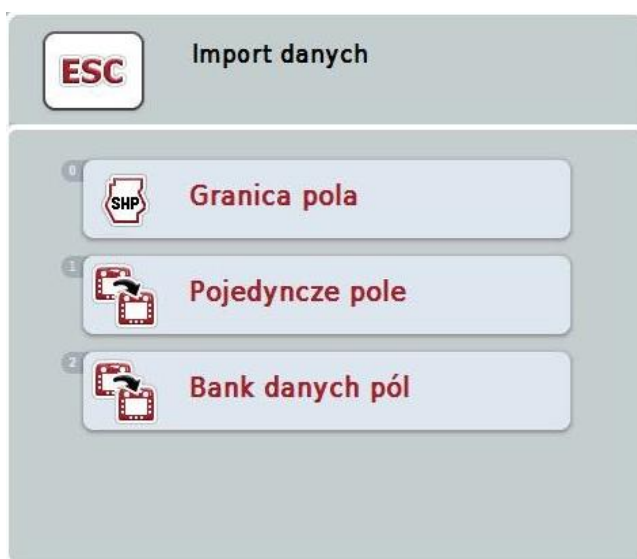 ESC
Import danych
0
SHP
Granica pola
1
Pojedyncze pole
2
Bank danych pól